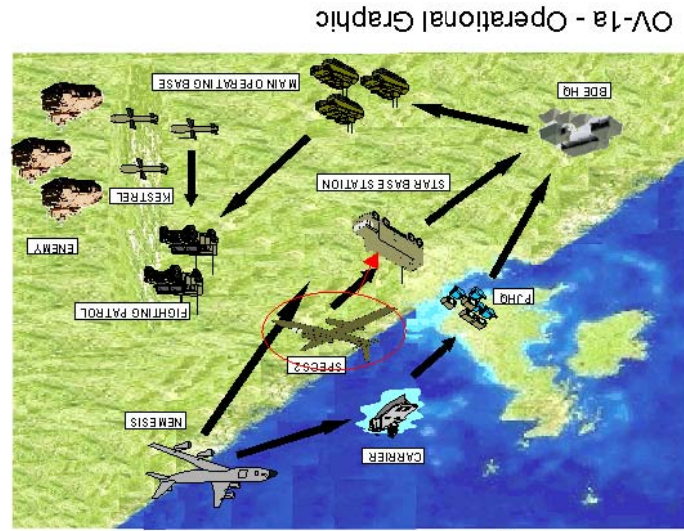 OV-1a - Operational Graphic
NEMESIS
CARRIER
SPECS2
PJHQ
FIGHTING PATROL
ENEMY
KESTREL
STAR BASE STATION
BDE HQ
MAIN OPERATING BASE